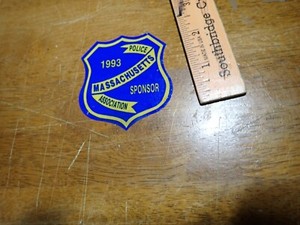 POLICE
1993
MASSACHUSETTS
SPONSOR
ASSOCIATION
Southbridge C